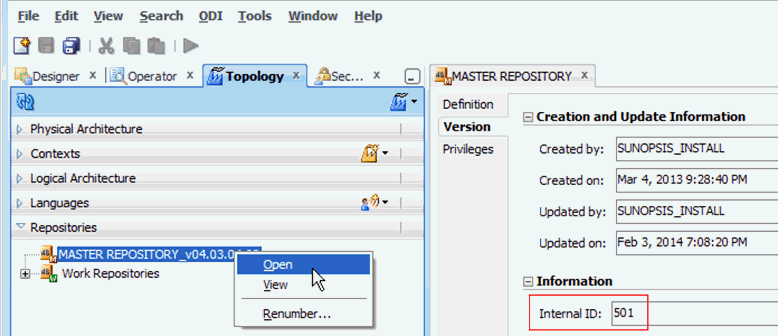 File Edit View Search ODI Tools Window Help
Designer Operator Topology Sec...
Physical Architecture
Contexts
Logical Architecture
Languages
Repositories
MASTER REPOSITORY_v04.03.0
Work Repositories
Open
View
Renumber...
MASTER REPOSITORY
Definition
Version
Privileges
Creation and Update Information
Created by: SUNOPSIS_INSTALL
Created on: Mar 4, 2013 9:28:40 PM
Updated by: SUNOPSIS_INSTALL
Updated on: Feb 3, 2014 7:08:20 PM
Information
Internal ID: 501